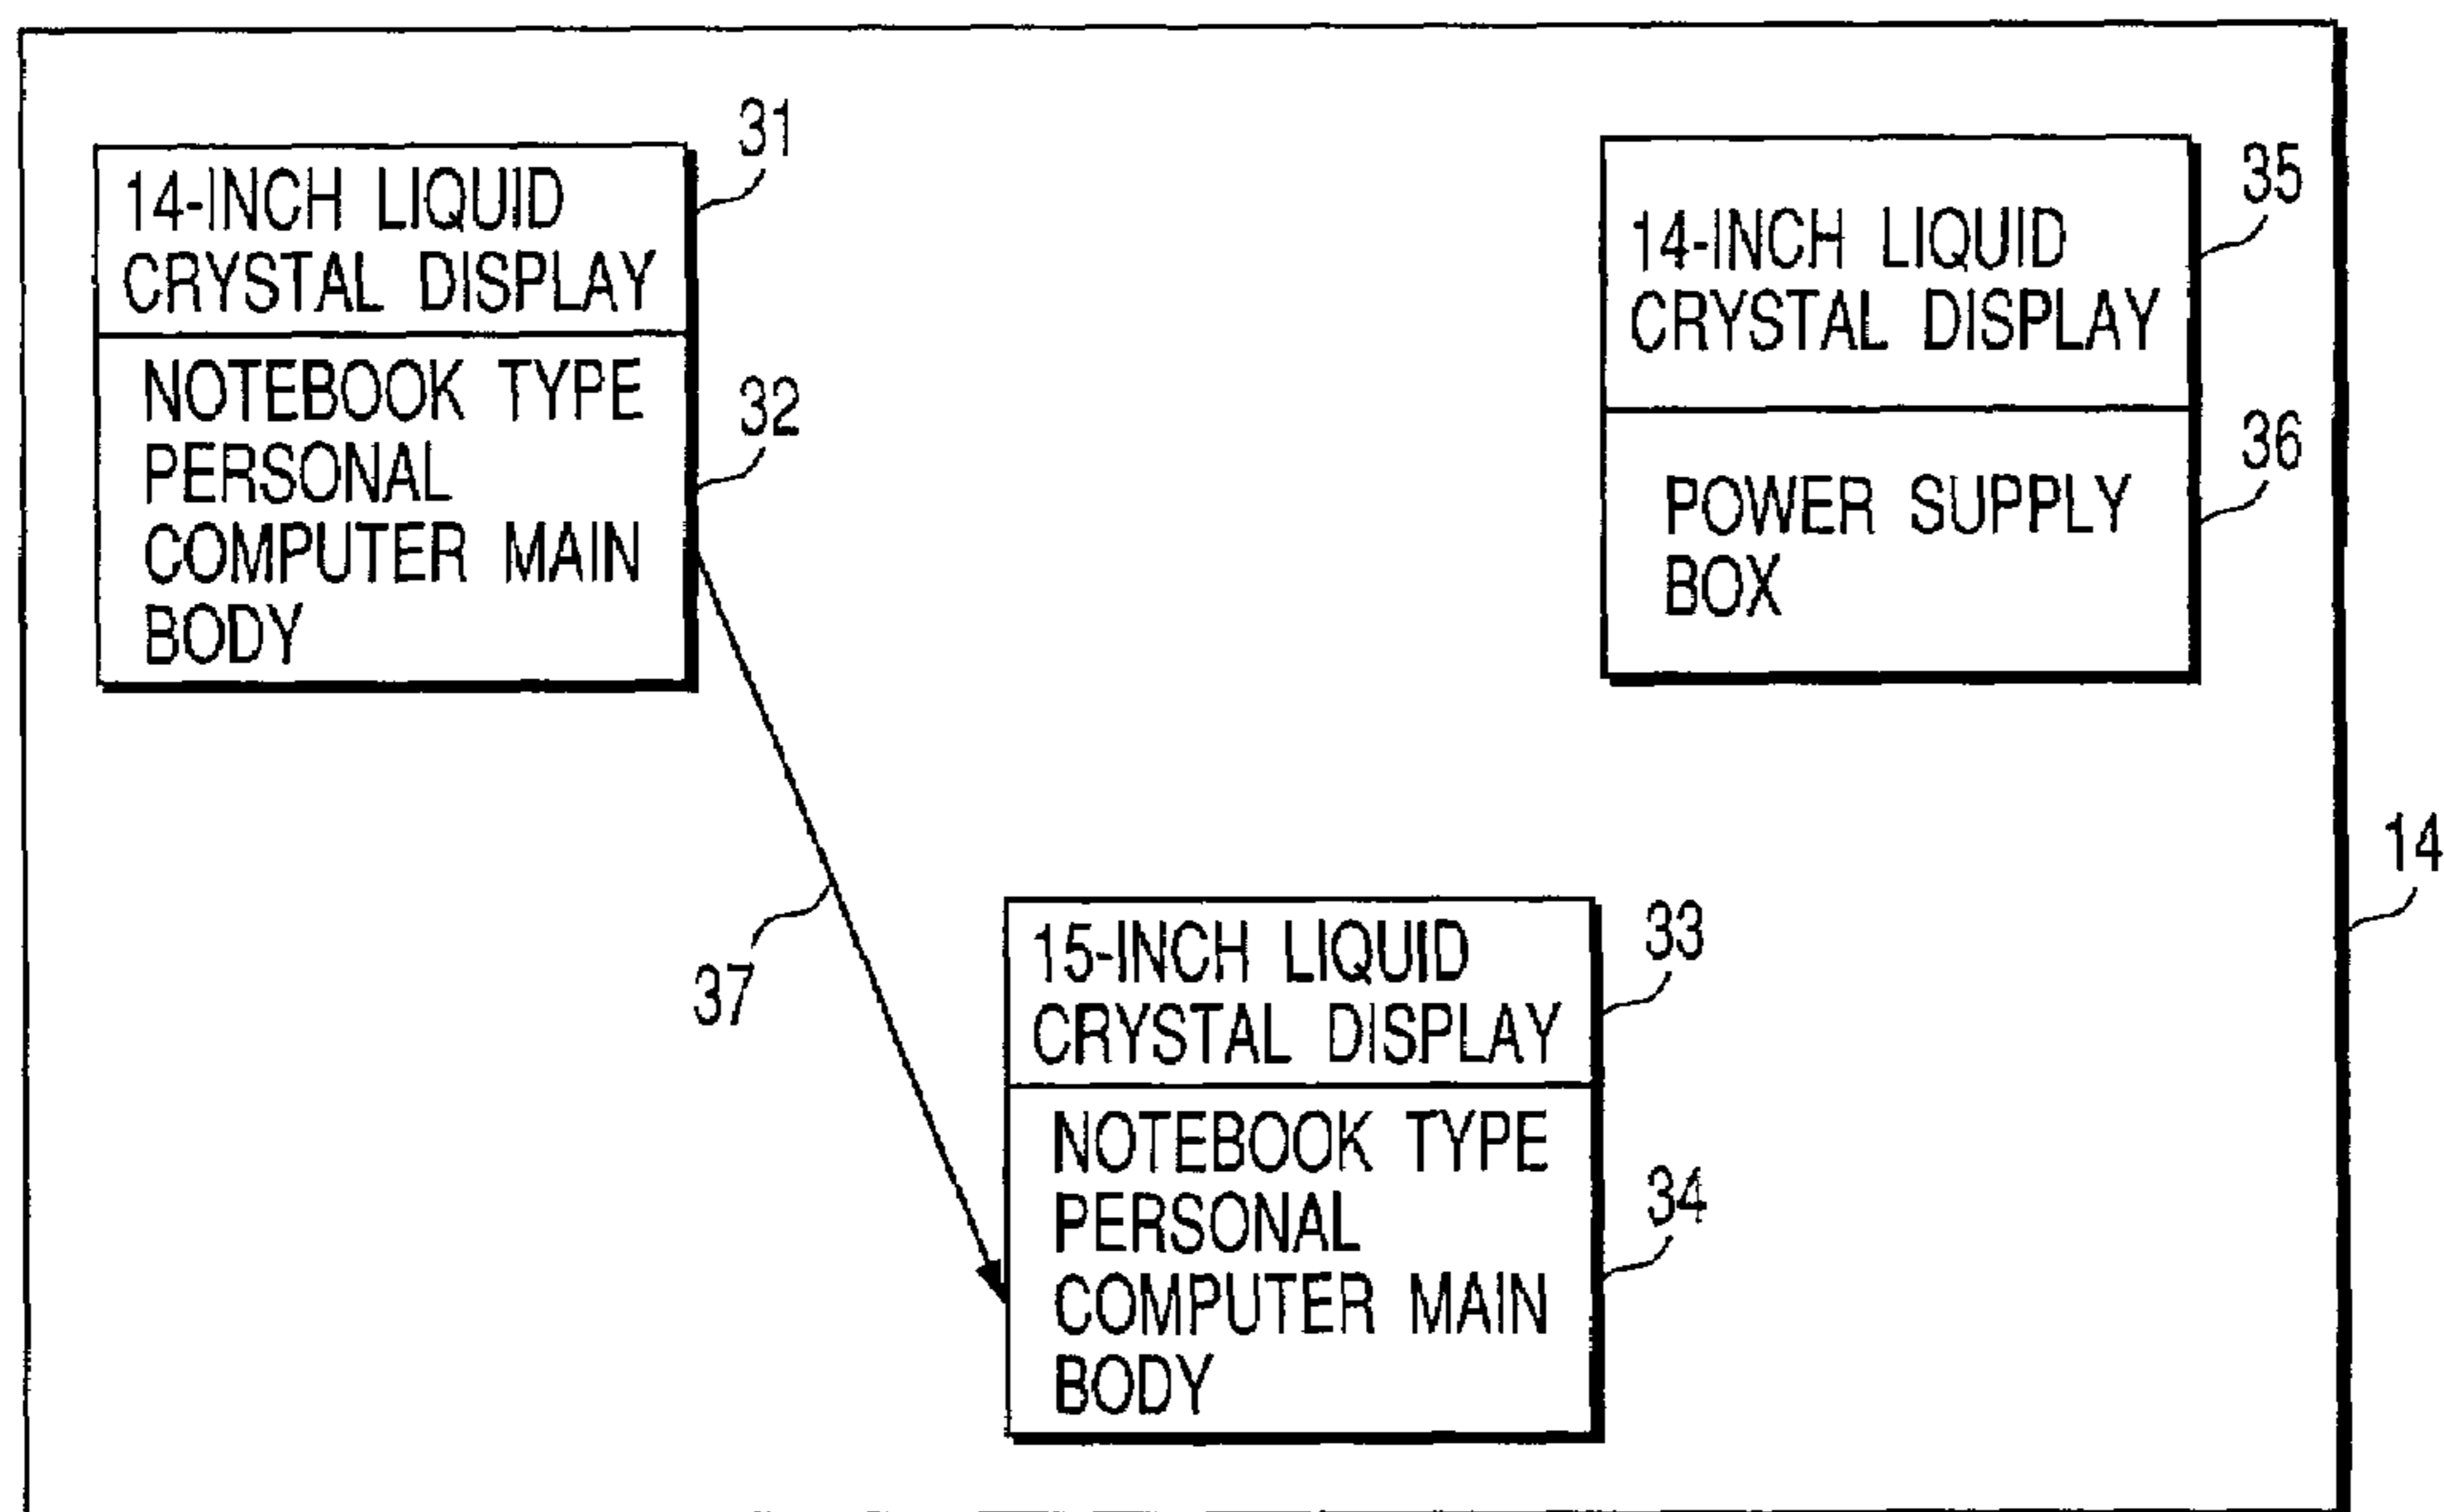 31
14-INCH LIQUID
CRYSTAL DISPLAY
32
NOTEBOOK TYPE
PERSONAL
COMPUTER MAIN
BODY
35
14-INCH LIQUID
CRYSTAL DISPLAY
36
POWER SUPPLY
BOX
14
37
33
15-INCH LIQUID
CRYSTAL DISPLAY
34
NOTEBOOK TYPE
PERSONAL
COMPUTER MAIN
BODY